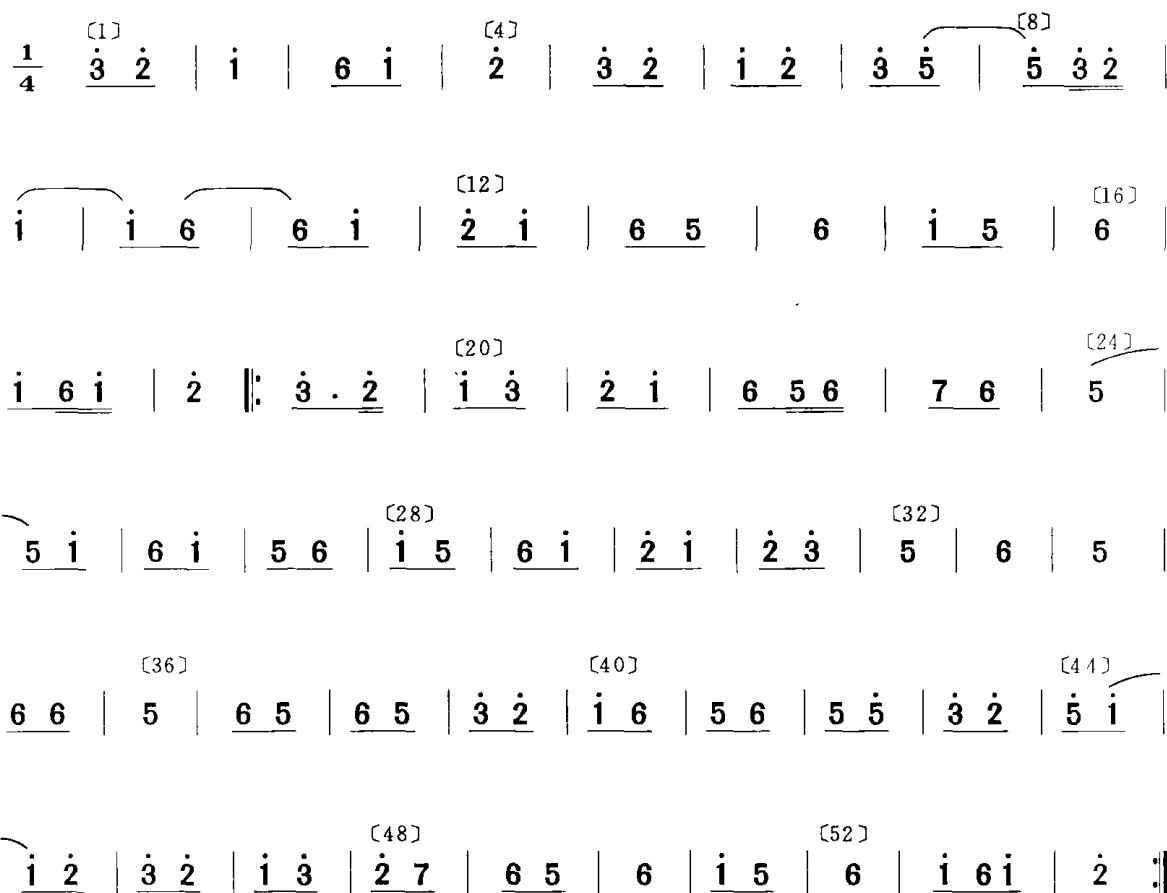 〔1〕 〔4〕 〔8〕
1/4 3̇ 2̇ | 1̇ | 6 1̇ | 2̇ | 3̇ 2̇ | 1̇ 2̇ | 3̇ 5̇ | 5̇ 3̇ 2̇ |
〔12〕 〔16〕
1̇ | 1̇ 6 | 6 1̇ | 2̇ 1̇ | 6 5 | 6 | 1̇ 5 | 6 |
〔20〕 〔24〕
1̇ 6 1̇ | 2̇ ‖: 3̇ . 2̇ | 1̇ 3̇ | 2̇ 1̇ | 6 5 6 | 7 6 | 5 |
〔28〕 〔32〕
5 1̇ | 6 1̇ | 5 6 | 1̇ 5 | 6 1̇ | 2̇ 1̇ | 2̇ 3̇ | 5 | 6 | 5 |
〔36〕 〔40〕 〔44〕
6 6 | 5 | 6 5 | 6 5 | 3̇ 2̇ | 1̇ 6 | 5 6 | 5 5̇ | 3̇ 2̇ | 5̇ 1̇ |
〔48〕 〔52〕
1̇ 2̇ | 3̇ 2̇ | 1̇ 3̇ | 2̇ 7 | 6 5 | 6 | 1̇ 5 | 6 | 1̇ 6 1̇ | 2̇ :‖